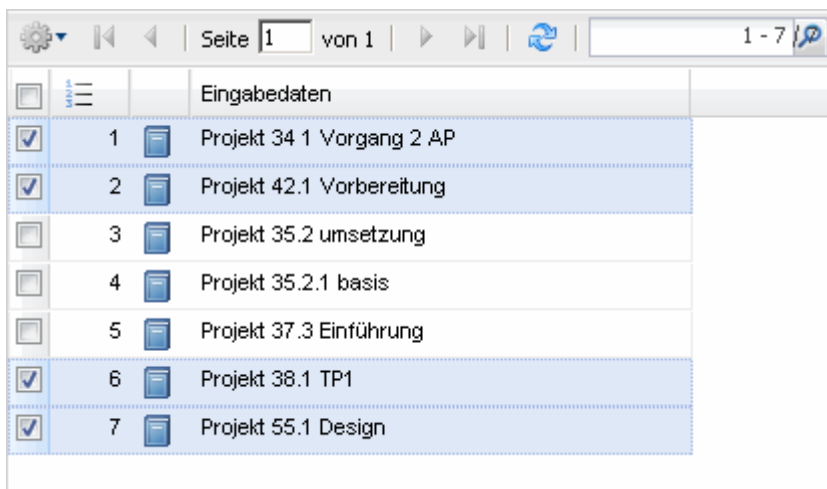 Seite 1 von 1 1 - 7 /
Eingabedaten
1 Projekt 34 1 Vorgang 2 AP
2 Projekt 42.1 Vorbereitung
3 Projekt 35.2 umsetzung
4 Projekt 35.2.1 basis
5 Projekt 37.3 Einführung
6 Projekt 38.1 TP1
7 Projekt 55.1 Design